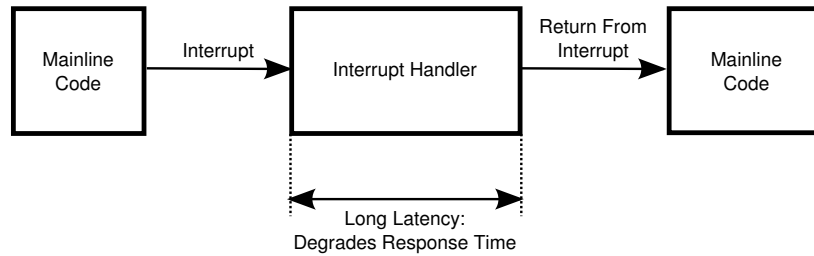 Mainline
Code
Interrupt
Interrupt Handler
Return From
Interrupt
Mainline
Code
Long Latency:
Degrades Response Time